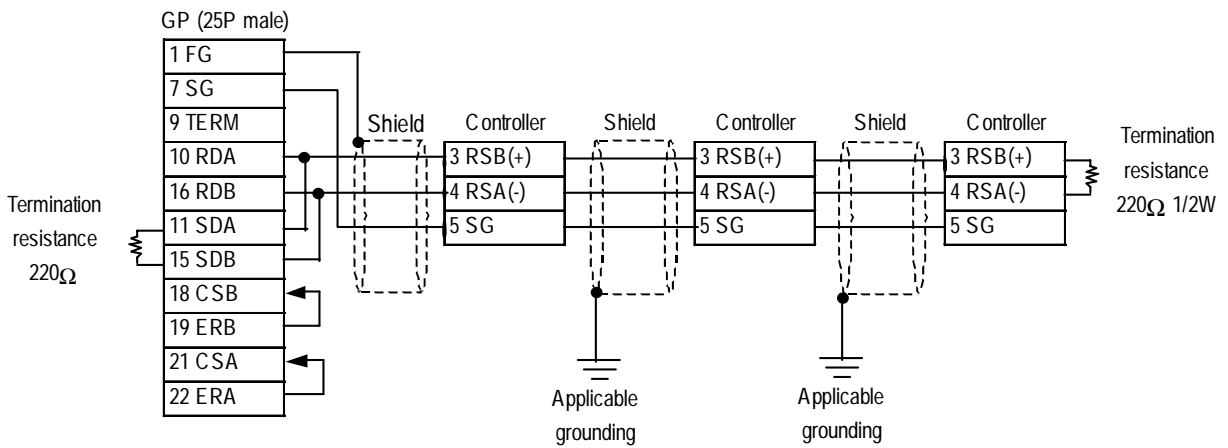 GP (25P male)
1 FG
7 SG
9 TERM
10 RDA
16 RDB
11 SDA
15 SDB
18 CSB
19 ERB
21 CSA
22 ERA
Termination
resistance
220Ω
Shield
Controller
3 RSB(+)
4 RSA(-)
5 SG
Shield
Applicable
grounding
Controller
3 RSB(+)
4 RSA(-)
5 SG
Shield
Applicable
grounding
Controller
3 RSB(+)
4 RSA(-)
5 SG
Termination
resistance
220Ω 1/2W